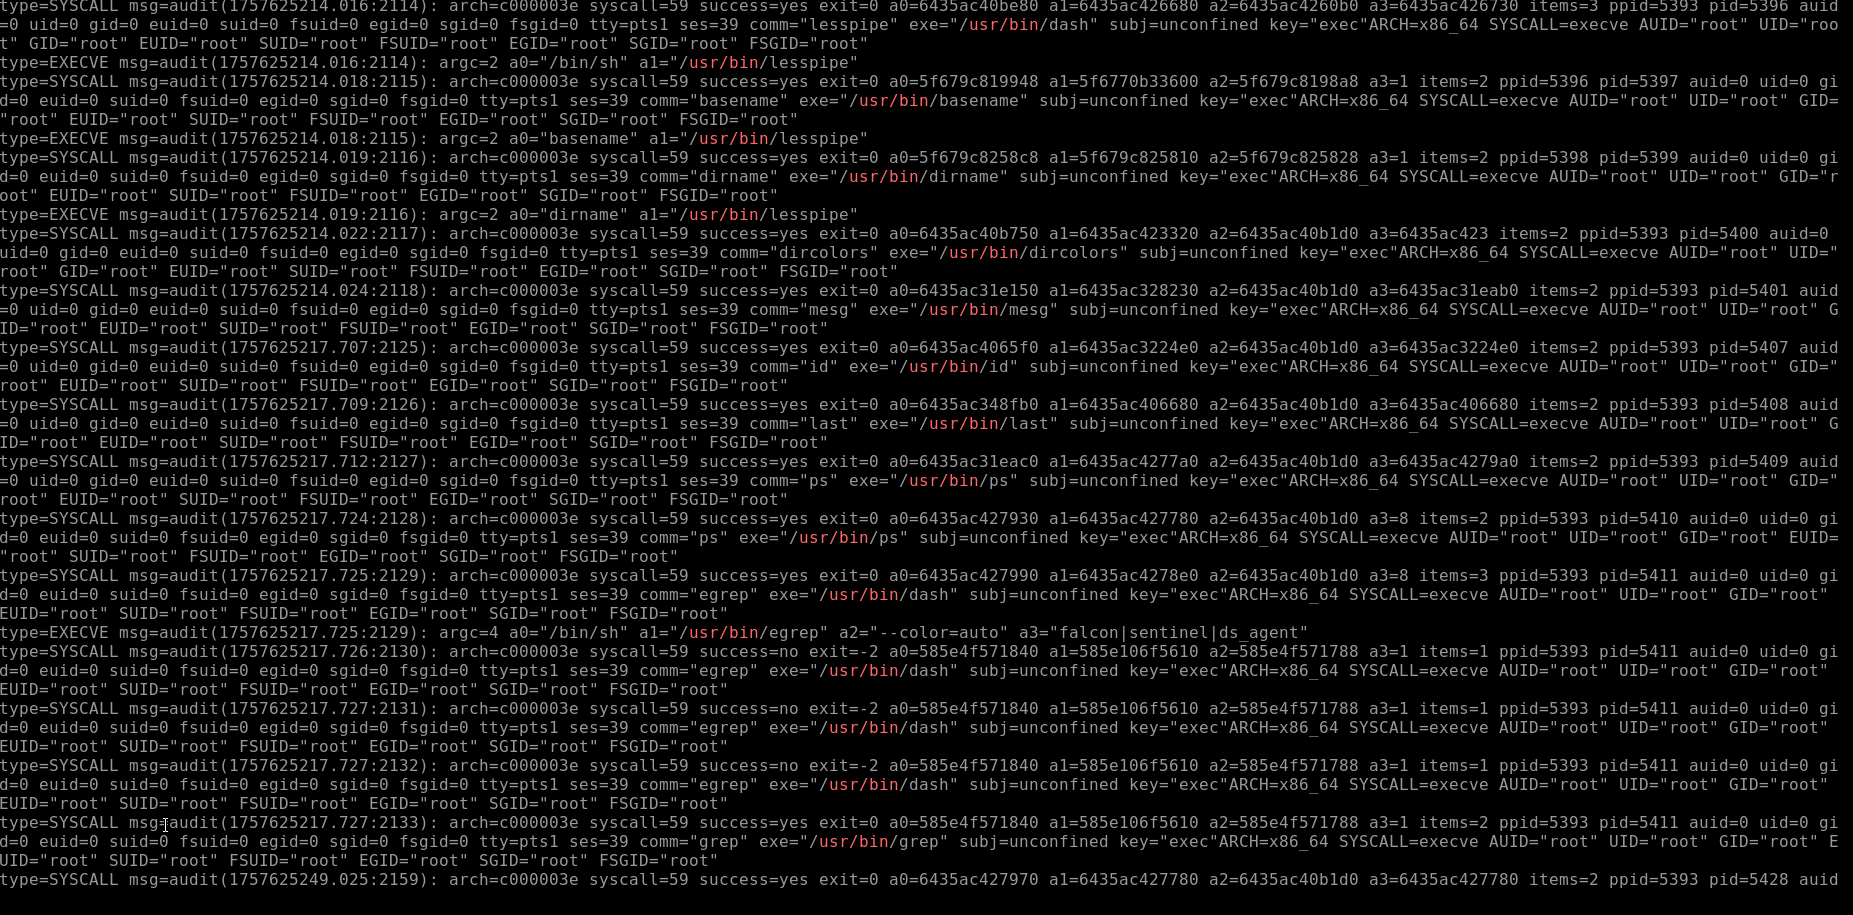 type=SYSCALL msg=audit(1757625214.016:2114): arch=c000003e syscall=59 success=yes exit=0 a0=6435ac40be80 a1=6435ac426680 a2=6435ac4260b0 a3=6435ac426730 items=3 ppid=5393 pid=5396 auid
=0 uid=0 gid=0 euid=0 suid=0 fsuid=0 egid=0 sgid=0 fsgid=0 tty=pts1 ses=39 comm="lesspipe" exe="/usr/bin/dash" subj=unconfined key="exec"ARCH=x86_64 SYSCALL=execve AUID="root" UID="roo
t" GID="root" EUID="root" SUID="root" FSUID="root" EGID="root" SGID="root" FSGID="root"
type=EXECVE msg=audit(1757625214.016:2114): argc=2 a0="/bin/sh" a1="/usr/bin/lesspipe"
type=SYSCALL msg=audit(1757625214.018:2115): arch=c000003e syscall=59 success=yes exit=0 a0=5f679c819948 a1=5f6770b33600 a2=5f679c8198a8 a3=1 items=2 ppid=5396 pid=5397 auid=0 uid=0 gi
d=0 euid=0 suid=0 fsuid=0 egid=0 sgid=0 fsgid=0 tty=pts1 ses=39 comm="basename" exe="/usr/bin/basename" subj=unconfined key="exec"ARCH=x86_64 SYSCALL=execve AUID="root" UID="root" GID=
"root" EUID="root" SUID="root" FSUID="root" EGID="root" SGID="root" FSGID="root"
type=EXECVE msg=audit(1757625214.018:2115): argc=2 a0="basename" a1="/usr/bin/lesspipe"
type=SYSCALL msg=audit(1757625214.019:2116): arch=c000003e syscall=59 success=yes exit=0 a0=5f679c8258c8 a1=5f679c825810 a2=5f679c825828 a3=1 items=2 ppid=5398 pid=5399 auid=0 uid=0 gi
d=0 euid=0 suid=0 fsuid=0 egid=0 sgid=0 fsgid=0 tty=pts1 ses=39 comm="dirname" exe="/usr/bin/dirname" subj=unconfined key="exec"ARCH=x86_64 SYSCALL=execve AUID="root" UID="root" GID="r
oot" EUID="root" SUID="root" FSUID="root" EGID="root" SGID="root" FSGID="root"
type=EXECVE msg=audit(1757625214.019:2116): argc=2 a0="dirname" a1="/usr/bin/lesspipe"
type=SYSCALL msg=audit(1757625214.022:2117): arch=c000003e syscall=59 success=yes exit=0 a0=6435ac40b750 a1=6435ac423320 a2=6435ac40b1d0 a3=6435ac423 items=2 ppid=5393 pid=5400 auid=0
uid=0 gid=0 euid=0 suid=0 fsuid=0 egid=0 sgid=0 fsgid=0 tty=pts1 ses=39 comm="dircolors" exe="/usr/bin/dircolors" subj=unconfined key="exec"ARCH=x86_64 SYSCALL=execve AUID="root" UID="
root" GID="root" EUID="root" SUID="root" FSUID="root" EGID="root" SGID="root" FSGID="root"
type=SYSCALL msg=audit(1757625214.024:2118): arch=c000003e syscall=59 success=yes exit=0 a0=6435ac31e150 a1=6435ac328230 a2=6435ac40b1d0 a3=6435ac31eab0 items=2 ppid=5393 pid=5401 auid
=0 uid=0 gid=0 euid=0 suid=0 fsuid=0 egid=0 sgid=0 fsgid=0 tty=pts1 ses=39 comm="mesg" exe="/usr/bin/mesg" subj=unconfined key="exec"ARCH=x86_64 SYSCALL=execve AUID="root" UID="root" G
ID="root" EUID="root" SUID="root" FSUID="root" EGID="root" SGID="root" FSGID="root"
type=SYSCALL msg=audit(1757625217.707:2125): arch=c000003e syscall=59 success=yes exit=0 a0=6435ac4065f0 a1=6435ac3224e0 a2=6435ac40b1d0 a3=6435ac3224e0 items=2 ppid=5393 pid=5407 auid
=0 uid=0 gid=0 euid=0 suid=0 fsuid=0 egid=0 sgid=0 fsgid=0 tty=pts1 ses=39 comm="id" exe="/usr/bin/id" subj=unconfined key="exec"ARCH=x86_64 SYSCALL=execve AUID="root" UID="root" GID="
root" EUID="root" SUID="root" FSUID="root" EGID="root" SGID="root" FSGID="root"
type=SYSCALL msg=audit(1757625217.709:2126): arch=c000003e syscall=59 success=yes exit=0 a0=6435ac348fb0 a1=6435ac406680 a2=6435ac40b1d0 a3=6435ac406680 items=2 ppid=5393 pid=5408 auid
=0 uid=0 gid=0 euid=0 suid=0 fsuid=0 egid=0 sgid=0 fsgid=0 tty=pts1 ses=39 comm="last" exe="/usr/bin/last" subj=unconfined key="exec"ARCH=x86_64 SYSCALL=execve AUID="root" UID="root" G
ID="root" EUID="root" SUID="root" FSUID="root" EGID="root" SGID="root" FSGID="root"
type=SYSCALL msg=audit(1757625217.712:2127): arch=c000003e syscall=59 success=yes exit=0 a0=6435ac31eac0 a1=6435ac4277a0 a2=6435ac40b1d0 a3=6435ac4279a0 items=2 ppid=5393 pid=5409 auid
=0 uid=0 gid=0 euid=0 suid=0 fsuid=0 egid=0 sgid=0 fsgid=0 tty=pts1 ses=39 comm="ps" exe="/usr/bin/ps" subj=unconfined key="exec"ARCH=x86_64 SYSCALL=execve AUID="root" UID="root" GID="
root" EUID="root" SUID="root" FSUID="root" EGID="root" SGID="root" FSGID="root"
type=SYSCALL msg=audit(1757625217.724:2128): arch=c000003e syscall=59 success=yes exit=0 a0=6435ac427930 a1=6435ac427780 a2=6435ac40b1d0 a3=8 items=2 ppid=5393 pid=5410 auid=0 uid=0 gi
d=0 euid=0 suid=0 fsuid=0 egid=0 sgid=0 fsgid=0 tty=pts1 ses=39 comm="ps" exe="/usr/bin/ps" subj=unconfined key="exec"ARCH=x86_64 SYSCALL=execve AUID="root" UID="root" GID="root" EUID=
"root" SUID="root" FSUID="root" EGID="root" SGID="root" FSGID="root"
type=SYSCALL msg=audit(1757625217.725:2129): arch=c000003e syscall=59 success=yes exit=0 a0=6435ac427990 a1=6435ac4278e0 a2=6435ac40b1d0 a3=8 items=3 ppid=5393 pid=5411 auid=0 uid=0 gi
d=0 euid=0 suid=0 fsuid=0 egid=0 sgid=0 fsgid=0 tty=pts1 ses=39 comm="egrep" exe="/usr/bin/dash" subj=unconfined key="exec"ARCH=x86_64 SYSCALL=execve AUID="root" UID="root" GID="root"
EUID="root" SUID="root" FSUID="root" EGID="root" SGID="root" FSGID="root"
type=EXECVE msg=audit(1757625217.725:2129): argc=4 a0="/bin/sh" a1="/usr/bin/egrep" a2="--color=auto" a3="falcon|sentinel|ds_agent"
type=SYSCALL msg=audit(1757625217.726:2130): arch=c000003e syscall=59 success=no exit=-2 a0=585e4f571840 a1=585e106f5610 a2=585e4f571788 a3=1 items=1 ppid=5393 pid=5411 auid=0 uid=0 gi
d=0 euid=0 suid=0 fsuid=0 egid=0 sgid=0 fsgid=0 tty=pts1 ses=39 comm="egrep" exe="/usr/bin/dash" subj=unconfined key="exec"ARCH=x86_64 SYSCALL=execve AUID="root" UID="root" GID="root"
EUID="root" SUID="root" FSUID="root" EGID="root" SGID="root" FSGID="root"
type=SYSCALL msg=audit(1757625217.727:2131): arch=c000003e syscall=59 success=no exit=-2 a0=585e4f571840 a1=585e106f5610 a2=585e4f571788 a3=1 items=1 ppid=5393 pid=5411 auid=0 uid=0 gi
d=0 euid=0 suid=0 fsuid=0 egid=0 sgid=0 fsgid=0 tty=pts1 ses=39 comm="egrep" exe="/usr/bin/dash" subj=unconfined key="exec"ARCH=x86_64 SYSCALL=execve AUID="root" UID="root" GID="root"
EUID="root" SUID="root" FSUID="root" EGID="root" SGID="root" FSGID="root"
type=SYSCALL msg=audit(1757625217.727:2132): arch=c000003e syscall=59 success=no exit=-2 a0=585e4f571840 a1=585e106f5610 a2=585e4f571788 a3=1 items=1 ppid=5393 pid=5411 auid=0 uid=0 gi
d=0 euid=0 suid=0 fsuid=0 egid=0 sgid=0 fsgid=0 tty=pts1 ses=39 comm="egrep" exe="/usr/bin/dash" subj=unconfined key="exec"ARCH=x86_64 SYSCALL=execve AUID="root" UID="root" GID="root"
EUID="root" SUID="root" FSUID="root" EGID="root" SGID="root" FSGID="root"
type=SYSCALL msg=audit(1757625217.727:2133): arch=c000003e syscall=59 success=yes exit=0 a0=585e4f571840 a1=585e106f5610 a2=585e4f571788 a3=1 items=2 ppid=5393 pid=5411 auid=0 uid=0 gi
d=0 euid=0 suid=0 fsuid=0 egid=0 sgid=0 fsgid=0 tty=pts1 ses=39 comm="grep" exe="/usr/bin/grep" subj=unconfined key="exec"ARCH=x86_64 SYSCALL=execve AUID="root" UID="root" GID="root" E
UID="root" SUID="root" FSUID="root" EGID="root" SGID="root" FSGID="root"
type=SYSCALL msg=audit(1757625249.025:2159): arch=c000003e syscall=59 success=yes exit=0 a0=6435ac427970 a1=6435ac427780 a2=6435ac40b1d0 a3=6435ac427780 items=2 ppid=5393 pid=5428 auid